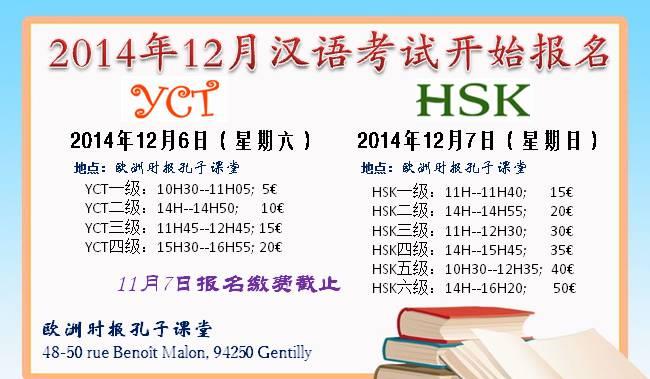 2014年12月汉语考试开始报名
YCT
2014年12月6日（星期六）
地点：欧洲时报孔子课堂
YCT一级：10H30--11H05; 5€
YCT二级：14H--14H50; 10€
YCT三级：11H45--12H45; 15€
YCT四级：15H30--16H55; 20€
HSK
2014年12月7日（星期日）
地点：欧洲时报孔子课堂
HSK一级：11H--11H40; 15€
HSK二级：14H--14H55; 20€
HSK三级：11H--12H30; 30€
HSK四级：14H--15H45; 35€
HSK五级：10H30--12H35; 40€
HSK六级：14H--16H20; 50€
11月7日报名缴费截止
欧洲时报孔子课堂
48-50 rue Benoît Malon, 94250 Gentilly